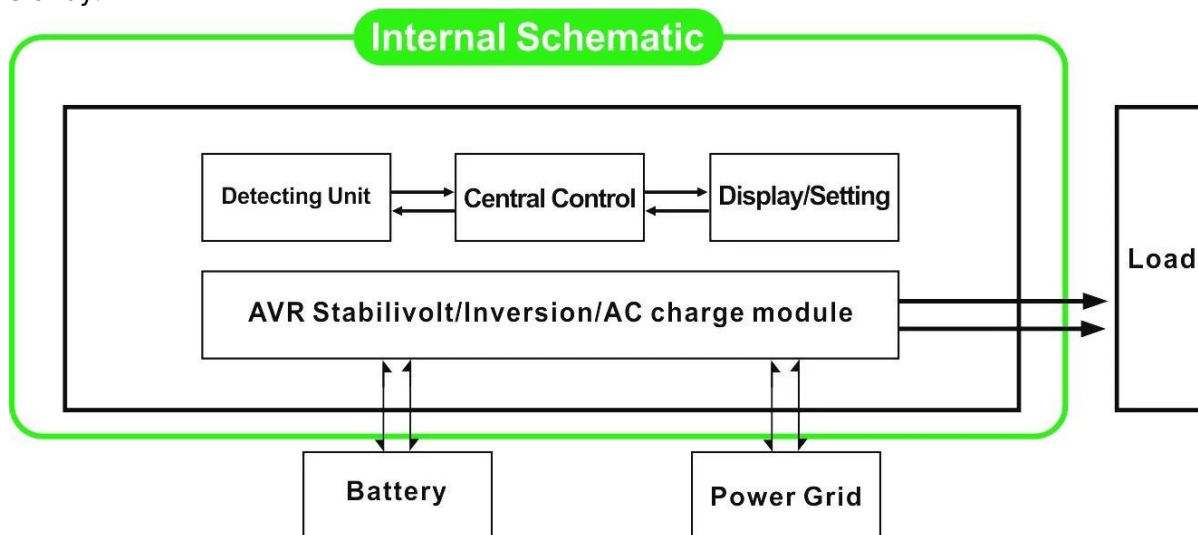 Internal Schematic
Detecting Unit
Central Control
Display/Setting
Load
AVR Stabilivolt/Inversion/AC charge module
Battery
Power Grid